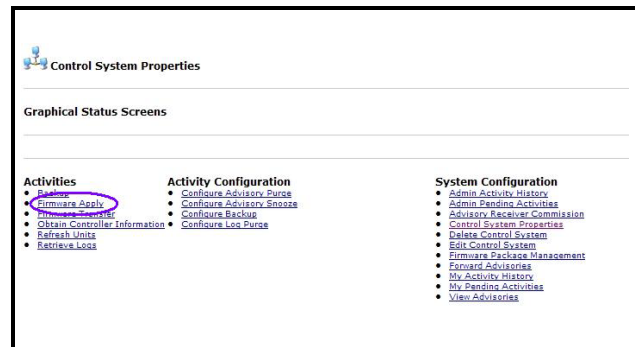 Control System Properties
Graphical Status Screens
Activities
Backup
Firmware Apply
Firmware Transfer
Obtain Controller Information
Refresh Units
Retrieve Logs
Activity Configuration
Configure Advisory Purge
Configure Advisory Snooze
Configure Backup
Configure Log Purge
System Configuration
Admin Activity History
Admin Pending Activities
Advisory Receiver Commission
Control System Properties
Delete Control System
Edit Control System
Firmware Package Management
Forward Advisories
My Activity History
My Pending Activities
View Advisories